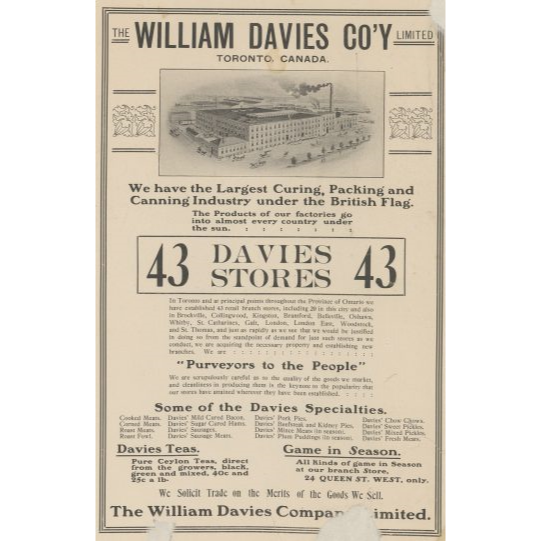 THE WILLIAM DAVIES CO'Y LIMITED
TORONTO, CANADA.
We have the Largest Curing, Packing and
Canning Industry under the British Flag.
The Products of our factories go
into almost every country under
the sun. : : : : : : :
43 DAVIES STORES 43
In Toronto and at principal points throughout the Province of Ontario we
have established 43 retail branch stores, including 20 in this city and also
in Brockville, Collingwood, Kingston, Brantford, Belleville, Oshawa,
Whitby, St. Catharines, Galt, London, London East, Woodstock,
and St. Thomas, and just as rapidly as we see that we would be justified
in doing so from the standpoint of demand for just such stores as we
conduct, we are acquiring the necessary property and establishing new
branches. We are : : : : : : : : : : : : : : : :
"Purveyors to the People"
We are scrupulously careful as to the quality of the goods we market,
and cleanliness in producing them is the keynote to the popularity that
our stores have attained wherever they have been established. : : : :
Some of the Davies Specialties.
Cooked Meats. Davies' Mild Cured Bacon. Davies' Pork Pies. Davies' Chow Chows.
Corned Meats. Davies' Sugar Cured Hams. Davies' Beefsteak and Kidney Pies. Davies' Sweet Pickles.
Roast Meats. Davies' Sausages. Davies' Mince Meats (in season). Davies' Mixed Pickles.
Roast Fowl. Davies' Sausage Meats. Davies' Plum Puddings (in season). Davies' Fresh Meats.
Davies Teas.
Pure Ceylon Teas, direct
from the growers, black,
green and mixed, 40c and
25c a lb-
Game in Season.
All Kinds of game in Season
at our branch Store,
24 QUEEN ST. WEST, only.
We Solicit Trade on the Merits of the Goods We Sell.
The William Davies Company Limited.